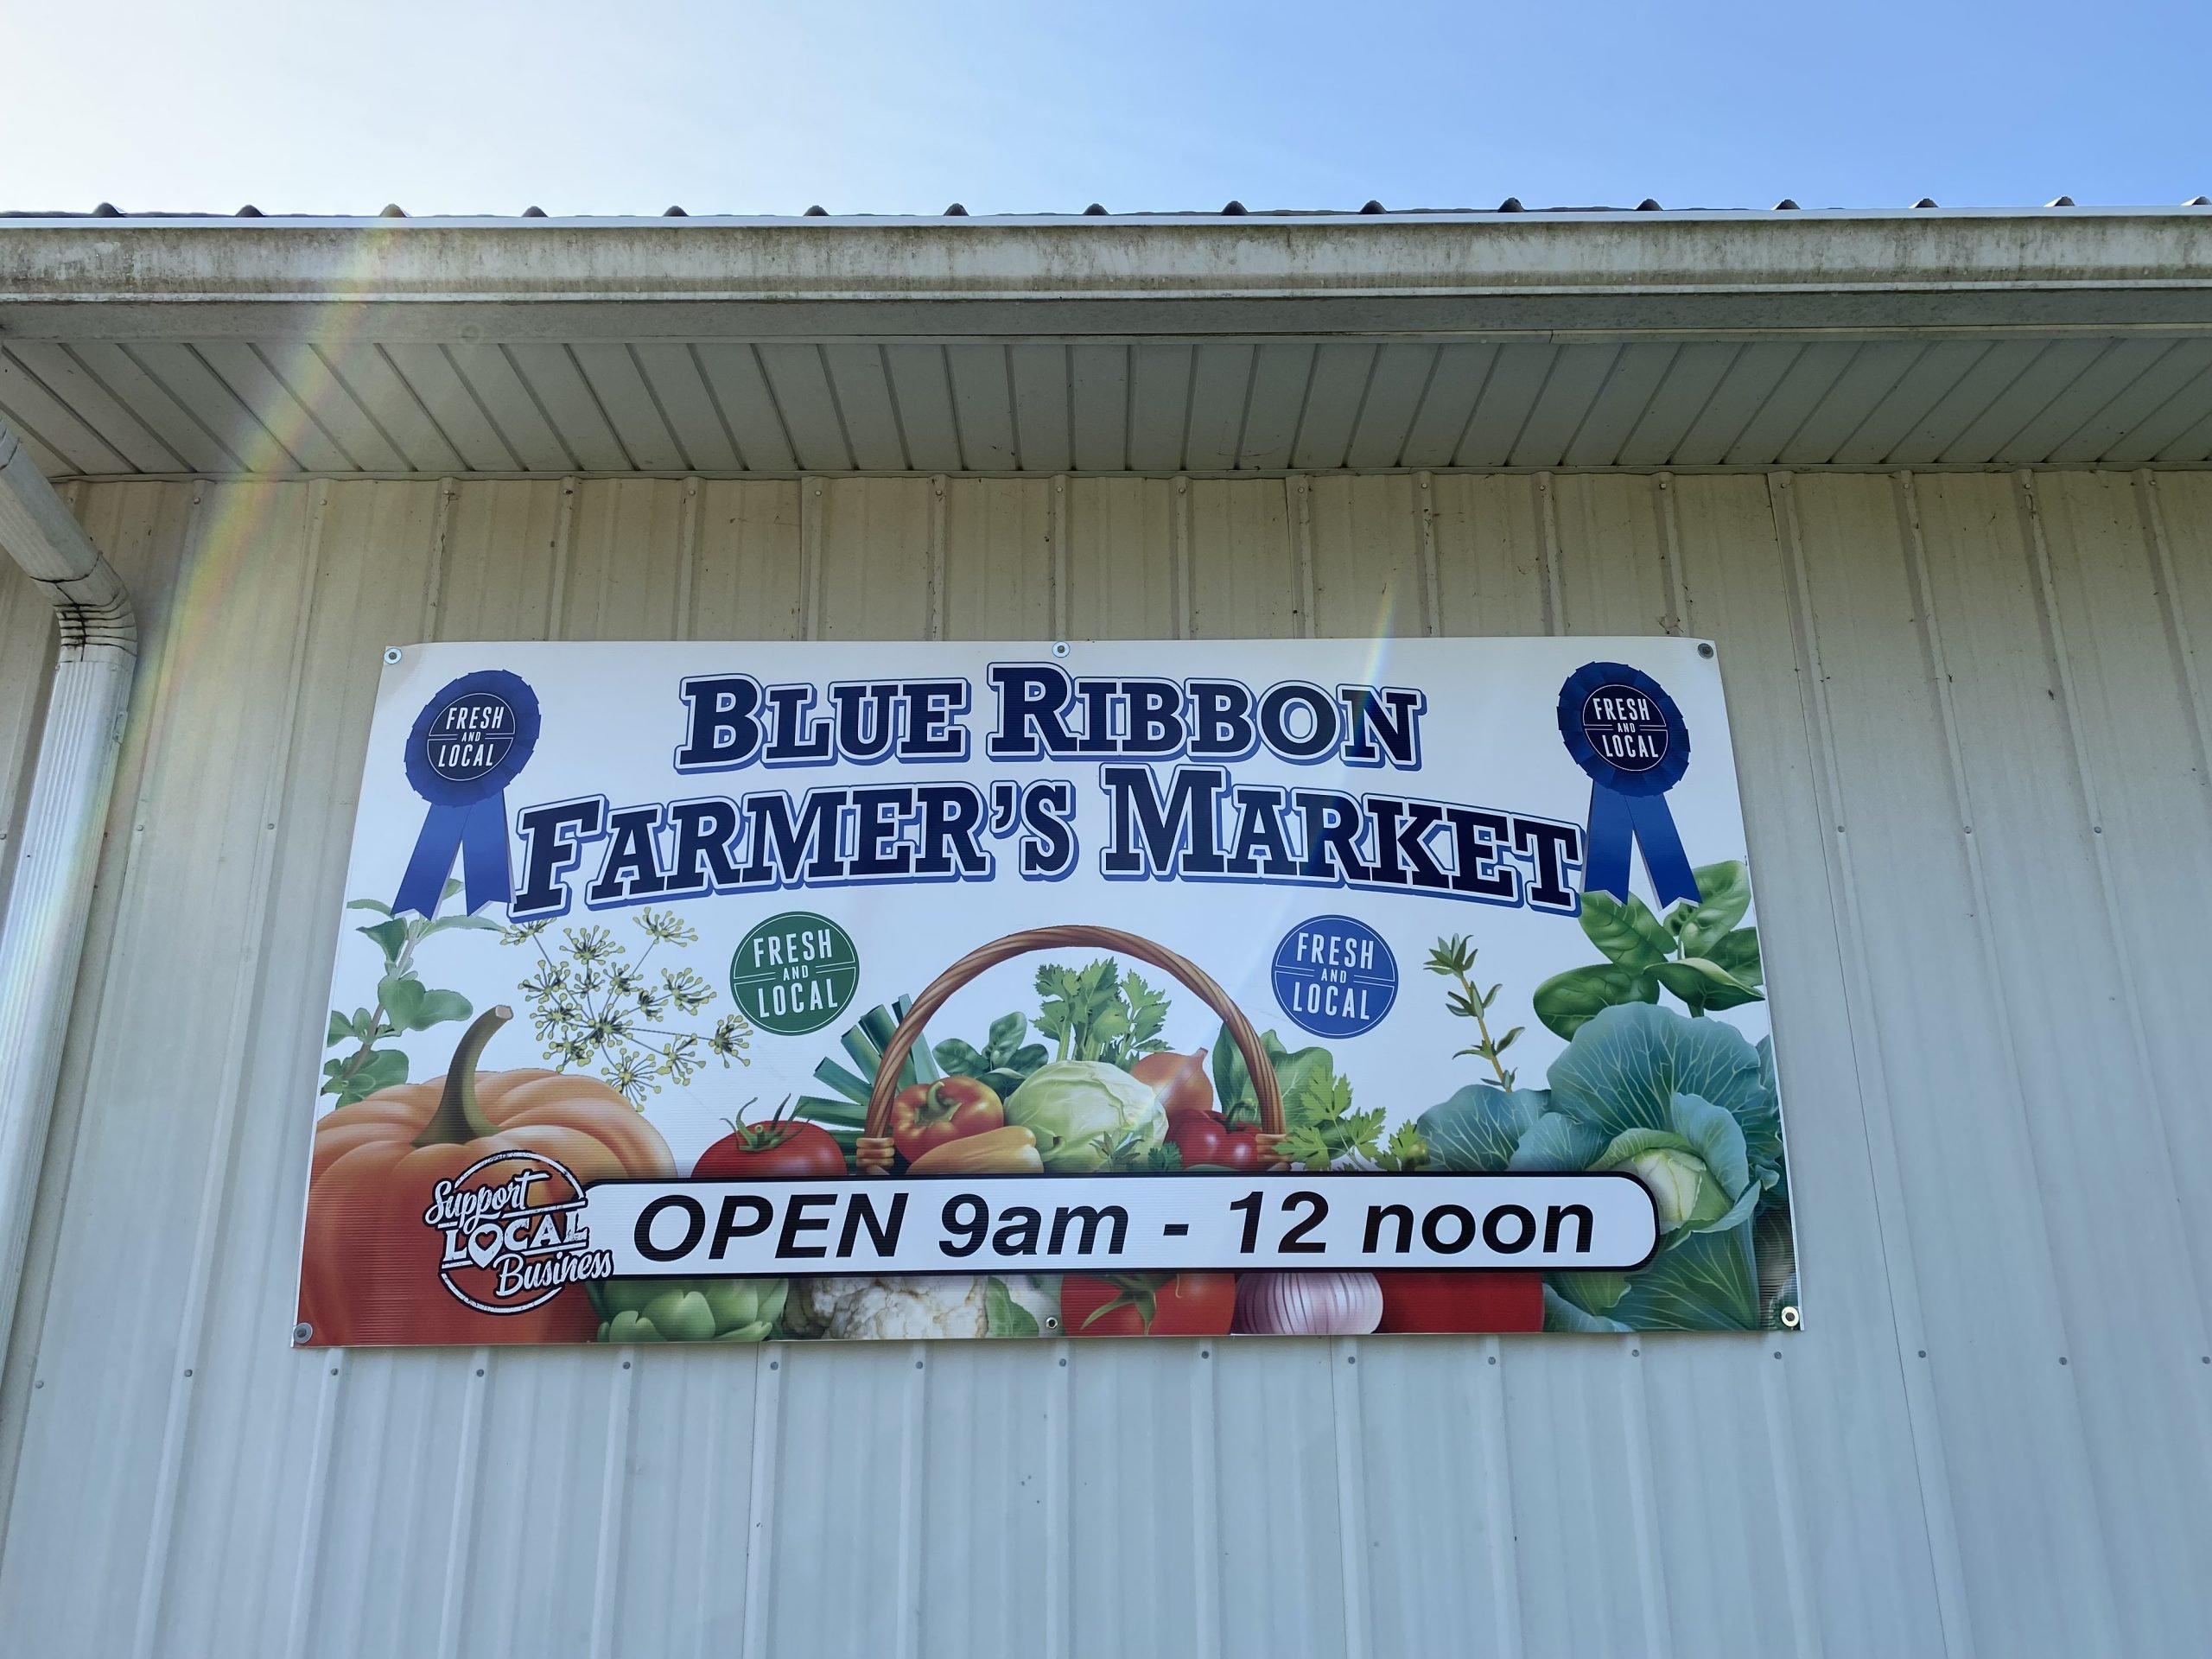 BLUE RIBBON
FARMER'S MARKET
FRESH
AND
LOCAL
FRESH
AND
LOCAL
FRESH
AND
LOCAL
FRESH
AND
LOCAL
Support
LOCAL
Business
OPEN 9am - 12 noon